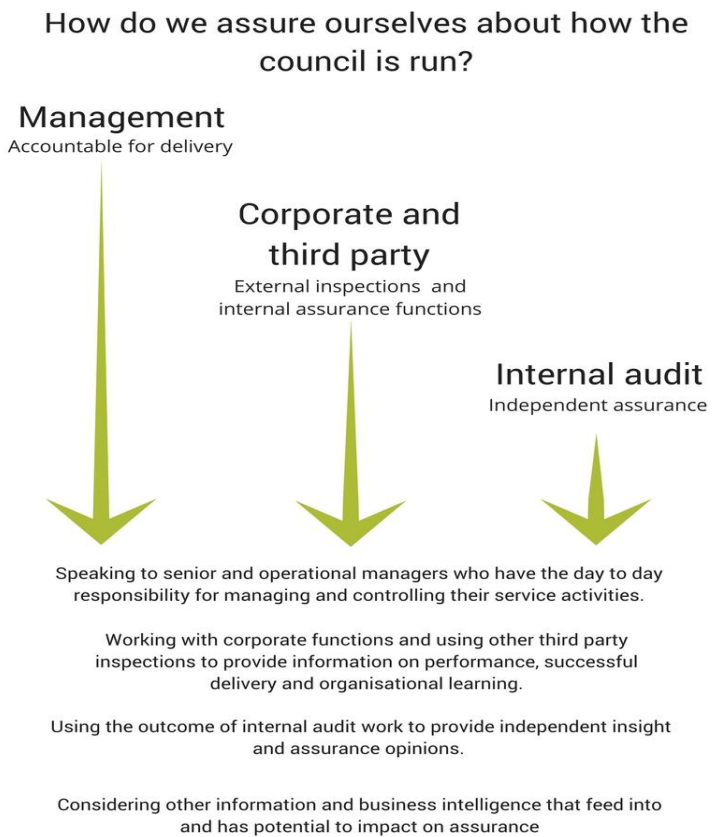 How do we assure ourselves about how the
council is run?
Management
Accountable for delivery
Corporate and
third party
External inspections and
internal assurance functions
Internal audit
Independent assurance
Speaking to senior and operational managers who have the day to day
responsibility for managing and controlling their service activities.
Working with corporate functions and using other third party
inspections to provide information on performance, successful
delivery and organisational learning.
Using the outcome of internal audit work to provide independent insight
and assurance opinions.
Considering other information and business intelligence that feed into
and has potential to impact on assurance